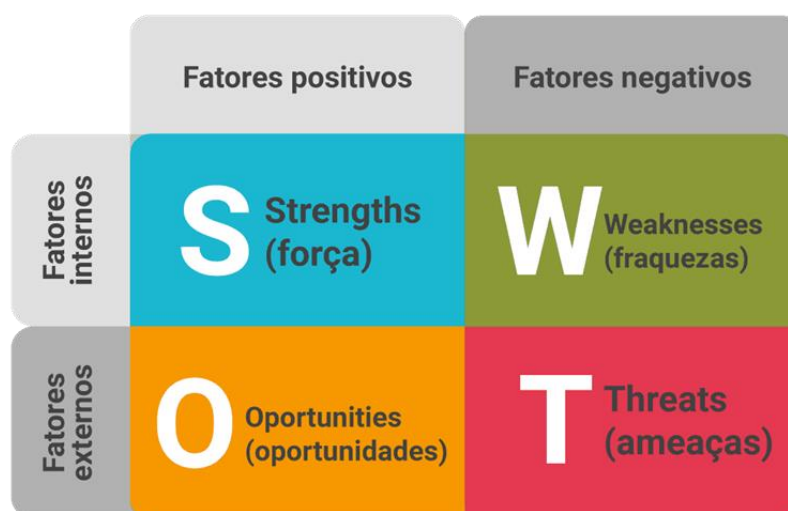 Fatores positivos
Fatores negativos
Fatores
internos
S
Strengths
(força)
W
Weaknesses
(fraquezas)
Fatores
externos
O
Oportunities
(oportunidades)
T
Threats
(ameaças)